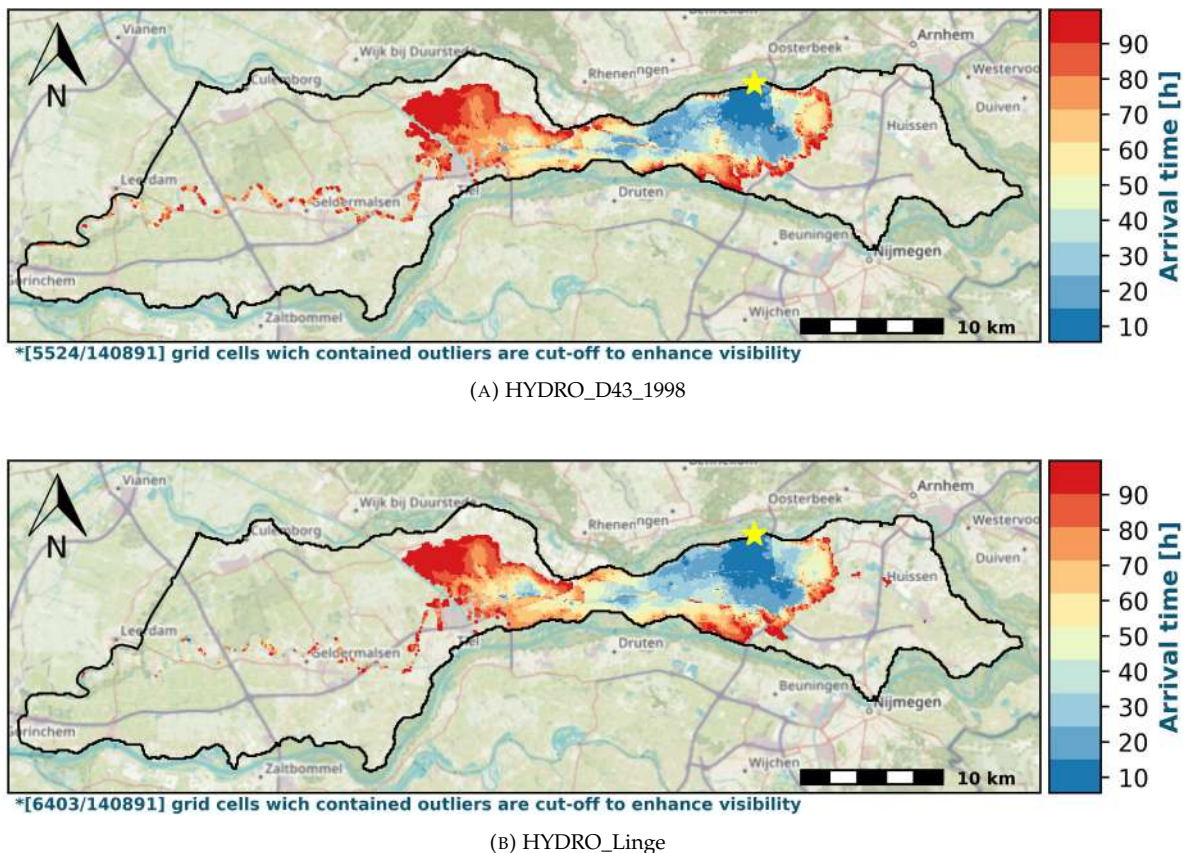 Vianen
Wijk bij Duurstede
Oosterbeek
Arnhem
N
Culemborg
Rhenen
ngen
Westervoo
Duiven
Huissen
Leerdam
Geldermalsen
Tiel
Druten
Beuningen
Nijmegen
Gorinchem
Zaltbommel
Wijchen
10 km
90
80
70
60
50
40
30
20
10
Arrival time [h]
*[5524/140891] grid cells wich contained outliers are cut-off to enhance visibility
(A) HYDRO_D43_1998
Vianen
Wijk bij Duurstede
Oosterbeek
Arnhem
N
Culemborg
Rhenen
ngen
Westervoo
Duiven
Huissen
Leerdam
Geldermalsen
Tiel
Druten
Beuningen
Nijmegen
Gorinchem
Zaltbommel
Wijchen
10 km
90
80
70
60
50
40
30
20
10
Arrival time [h]
*[6403/140891] grid cells wich contained outliers are cut-off to enhance visibility
(B) HYDRO_Linge